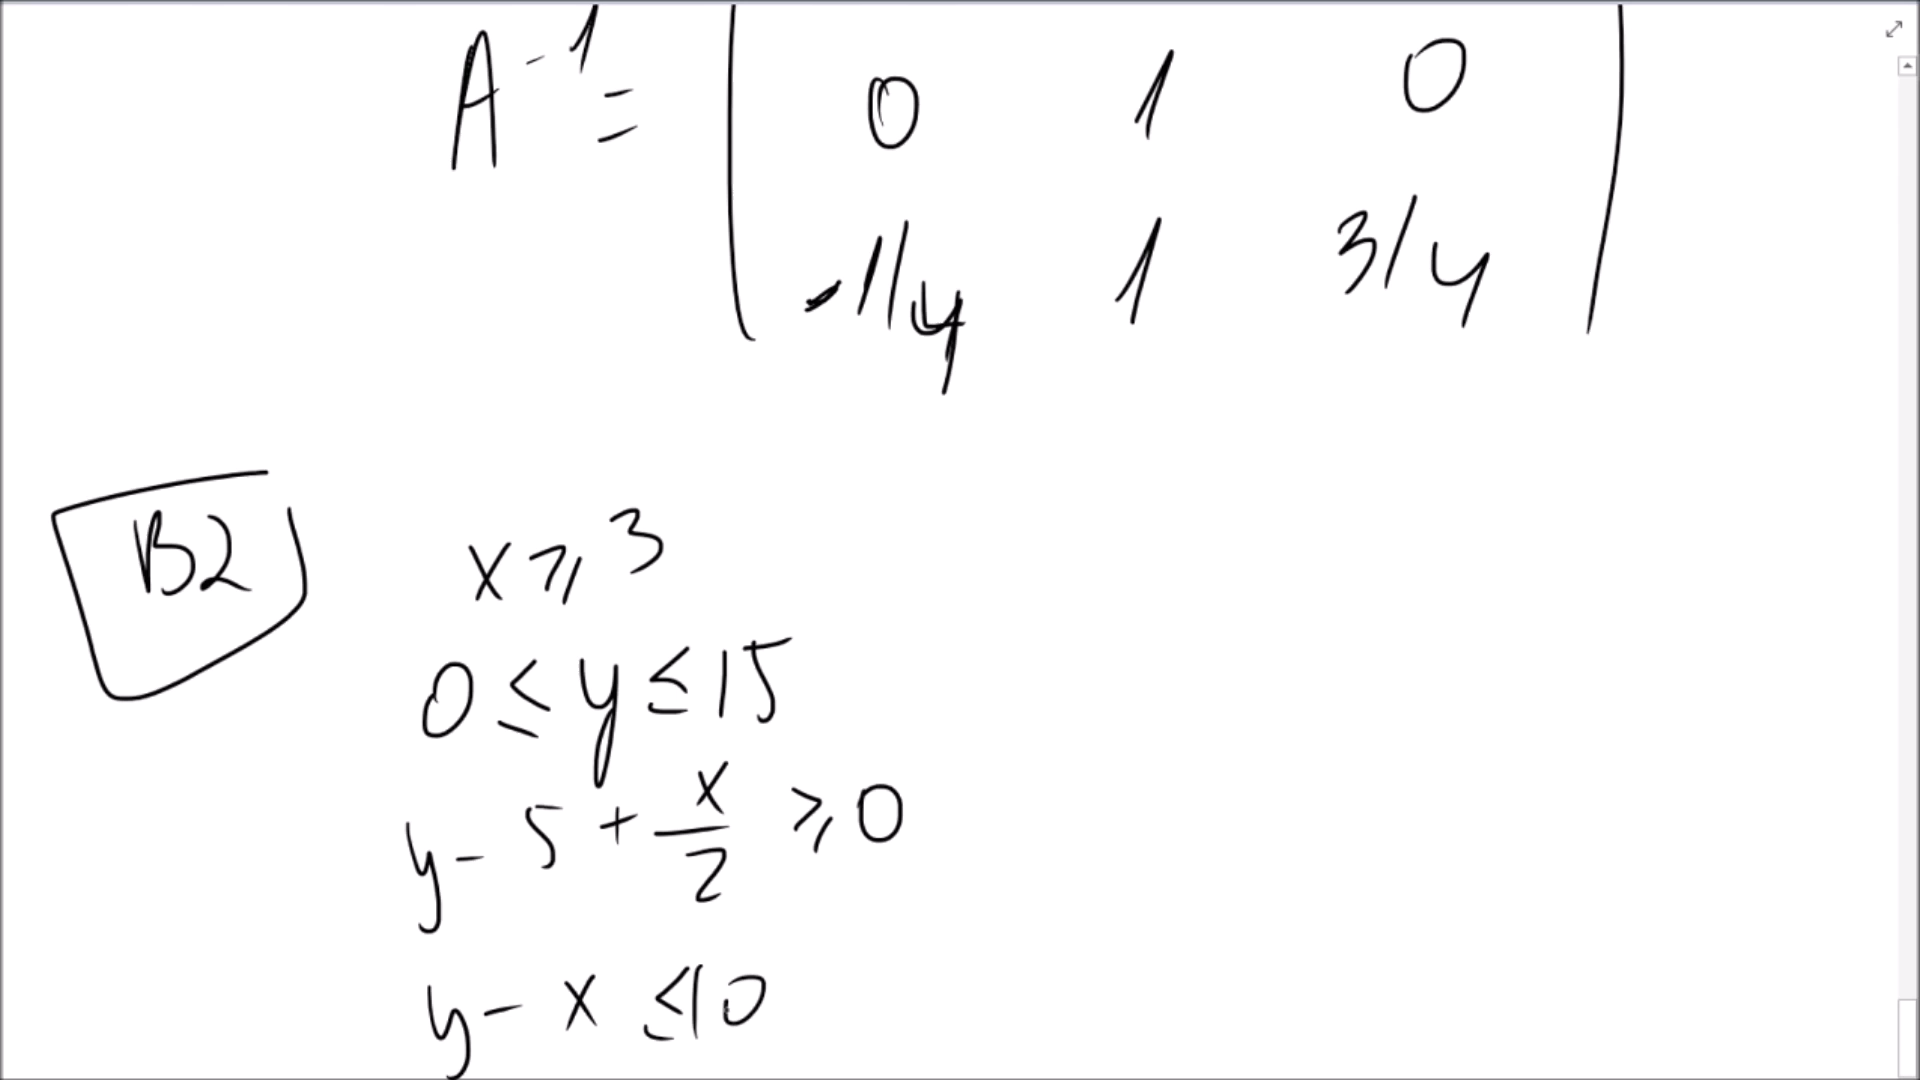 A⁻¹ = | 0 1 0 |
-1/4 1 3/4
B2
x ≥ 3
0 ≤ y ≤ 15
y - 5 + x/2 ≥ 0
y - x ≤ 10